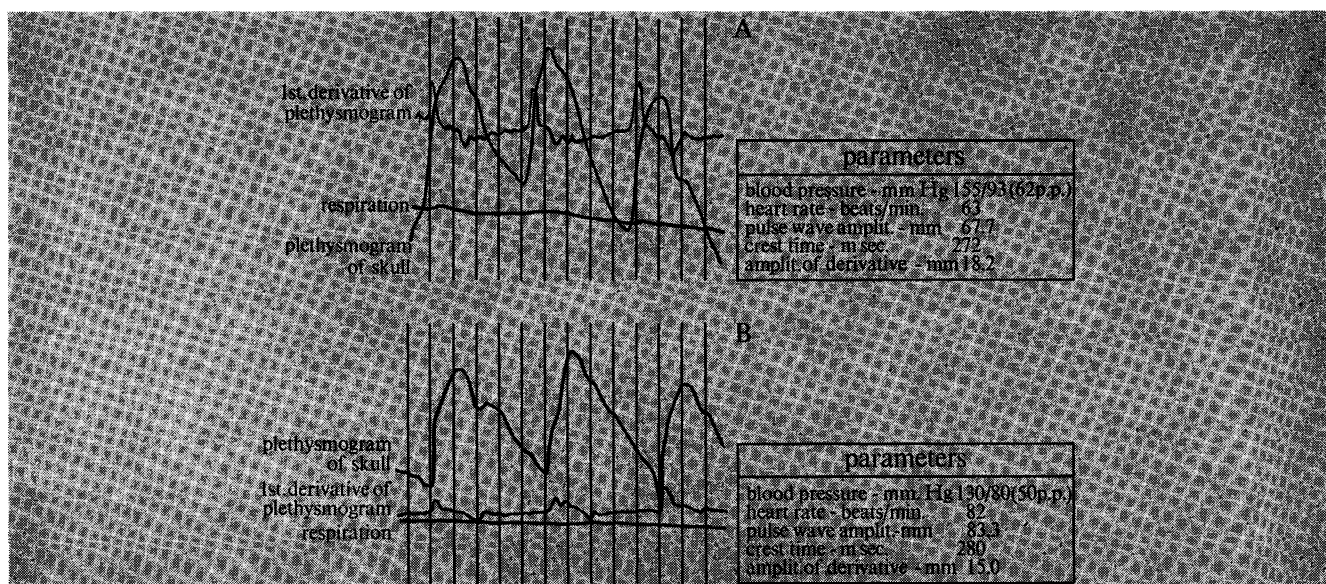 A
1st. derivative of
plethysmogram
respiration
plethysmogram
of skull
parameters
blood pressure - mm Hg 155/93 (62p.p.)
heart rate - beats/min. 63
pulse wave amplit. - mm 67.7
crest time - m sec. 272
amplit. of derivative - mm 18.2
B
plethysmogram
of skull
1st. derivative of
plethysmogram
respiration
parameters
blood pressure - mm Hg 130/80 (50p.p.)
heart rate - beats/min. 82
pulse wave amplit. - mm 83.3
crest time - m sec. 280
amplit. of derivative - mm 15.0